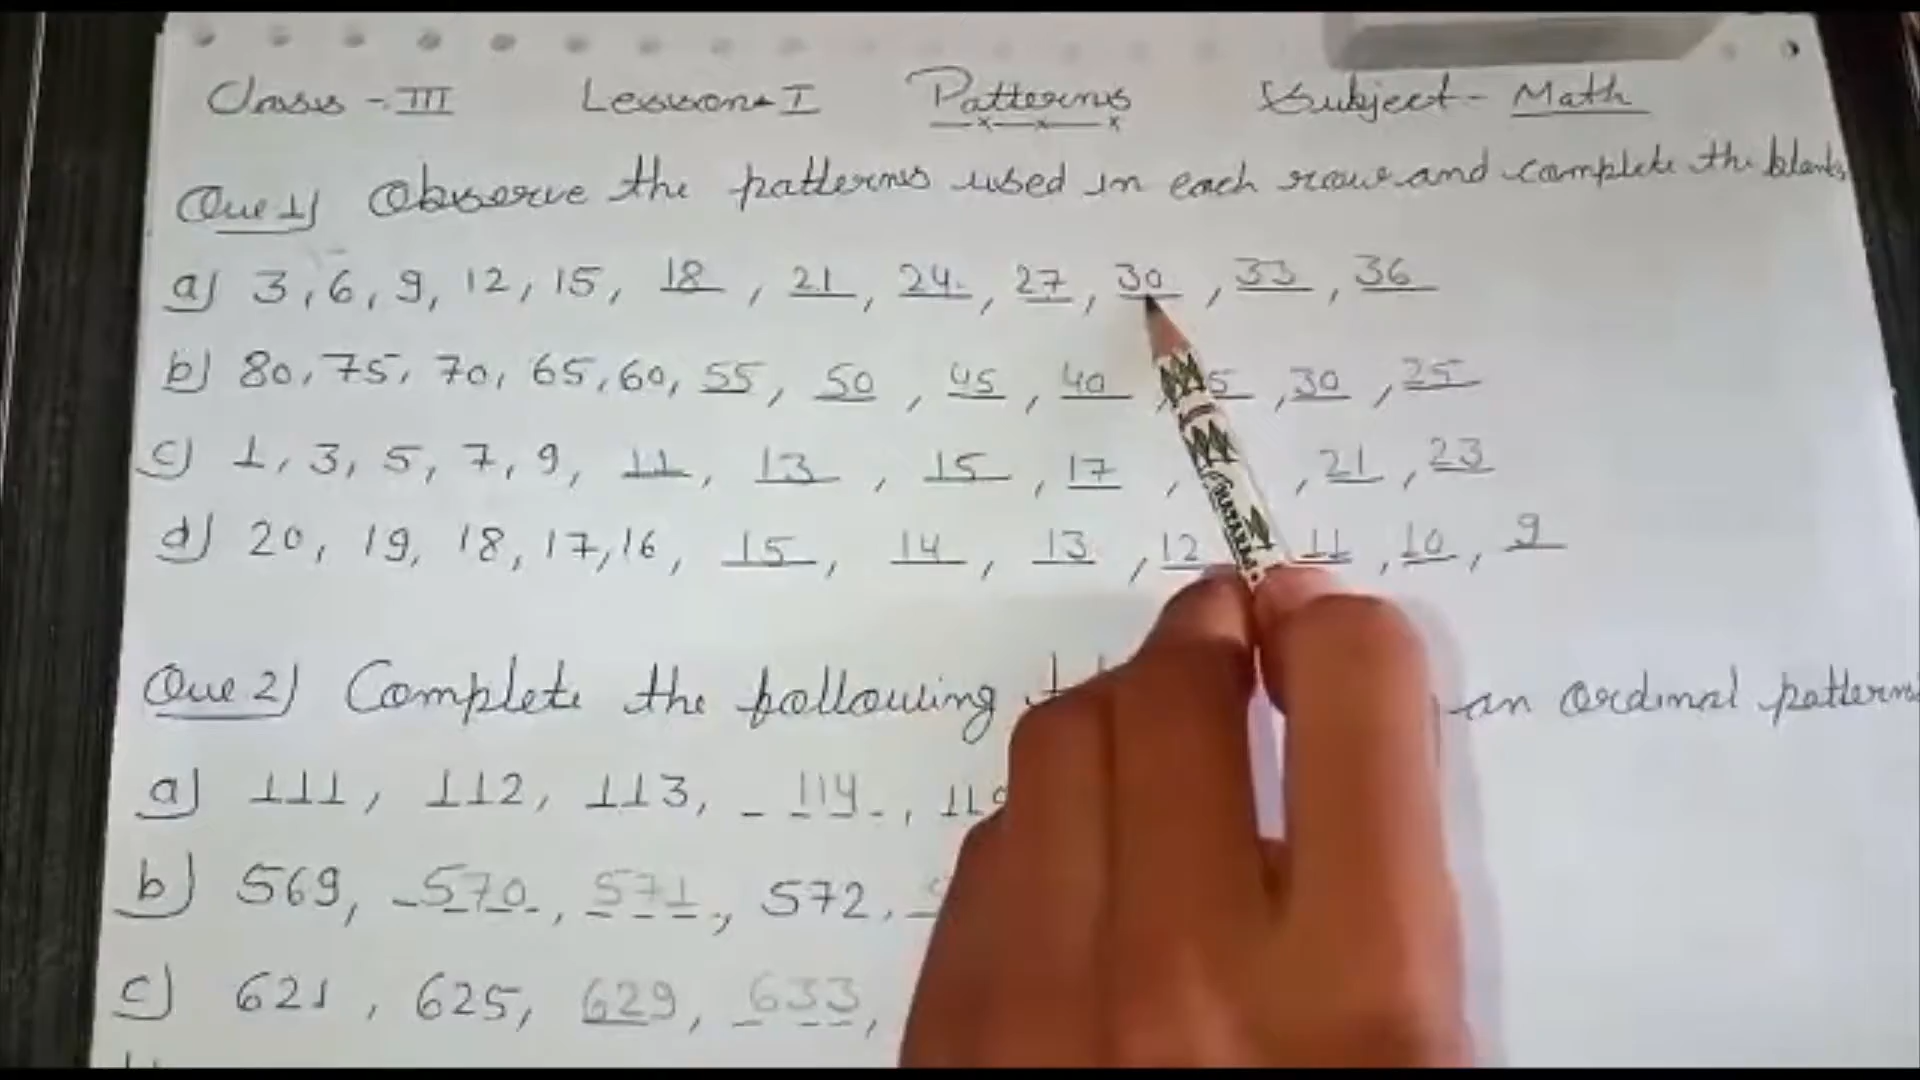 Class - III Lesson-I Patterns Subject - Math
Que 1) Observe the patterns used in each row and complete the blanks
a) 3, 6, 9, 12, 15, 18, 21, 24, 27, 30, 33, 36
b) 80, 75, 70, 65, 60, 55, 50, 45, 40, 5, 30, 25
c) 1, 3, 5, 7, 9, 11, 13, 15, 17, , 21, 23
d) 20, 19, 18, 17, 16, 15, 14, 13, 12, 11, 10, 9
Que 2) Complete the following an ordinal pattern
a) 111, 112, 113, 114, 11
b) 569, 570, 571, 572,
c) 621, 625, 629, 633,
NATARAJ